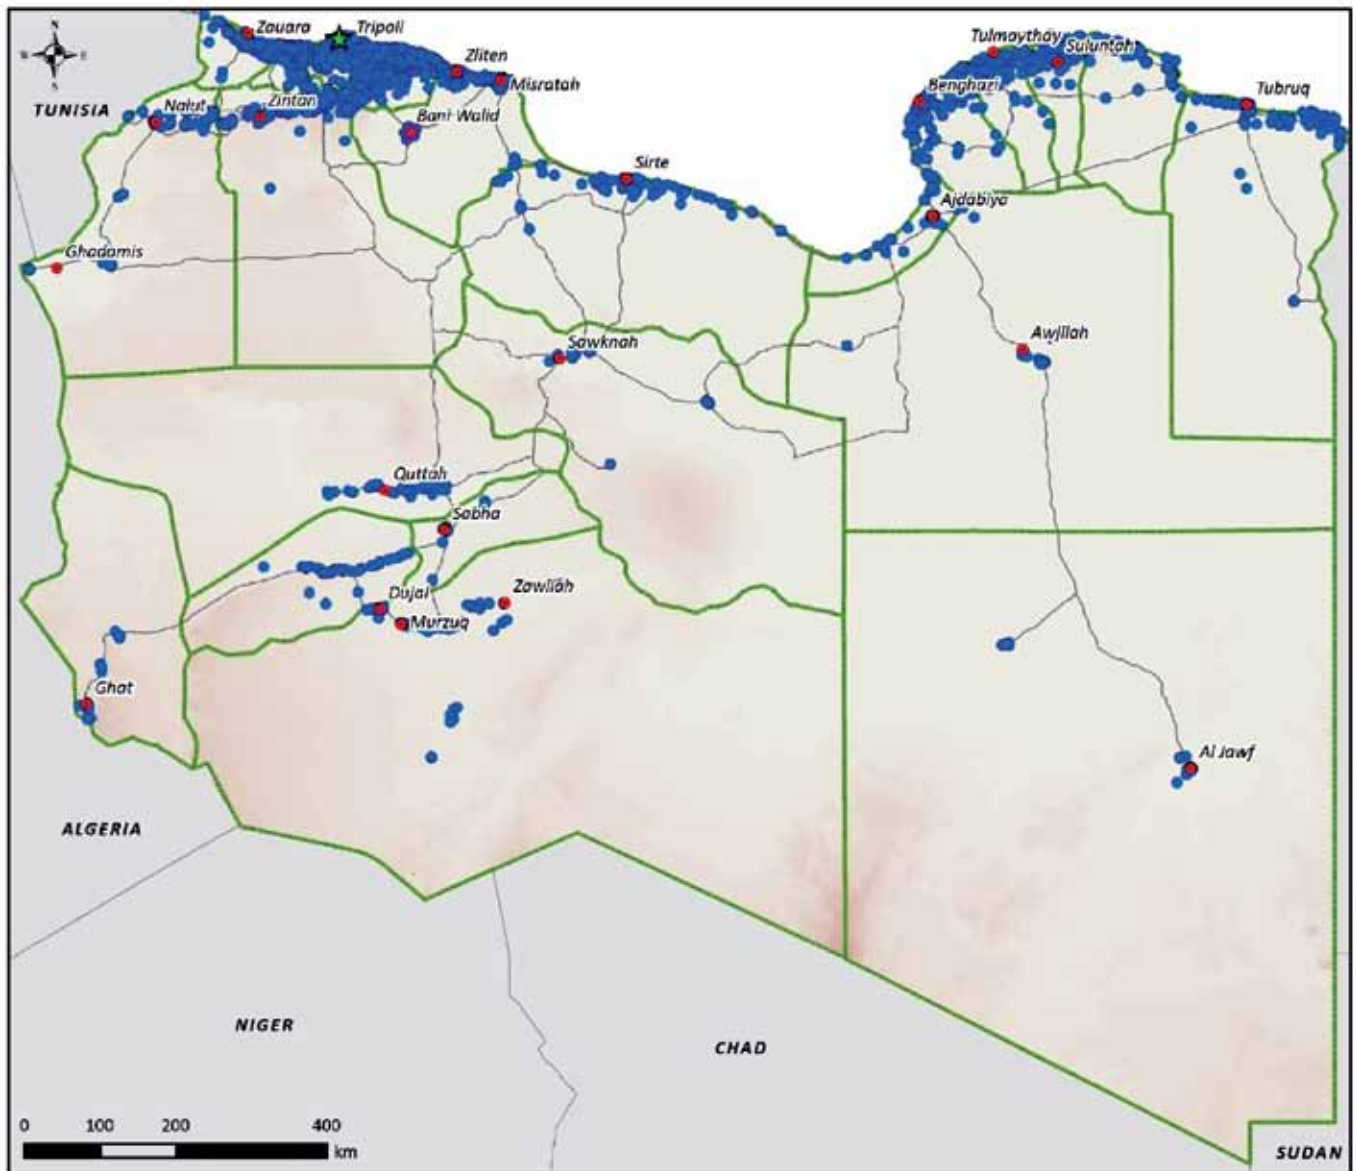 N
W E
S
Zauara
Tripoli
Zliten
Misratah
TUNISIA
Nalut
Zintan
Bani Walid
Tulmaythay
Suluntah
Benghazi
Tubruq
Sirte
Ajdabiya
Ghadamis
Sawknah
Awjilah
Quttah
Sabha
Dujal
Zawilah
Murzuq
Ghat
Al Jawf
ALGERIA
NIGER
CHAD
0 100 200 400
km
SUDAN